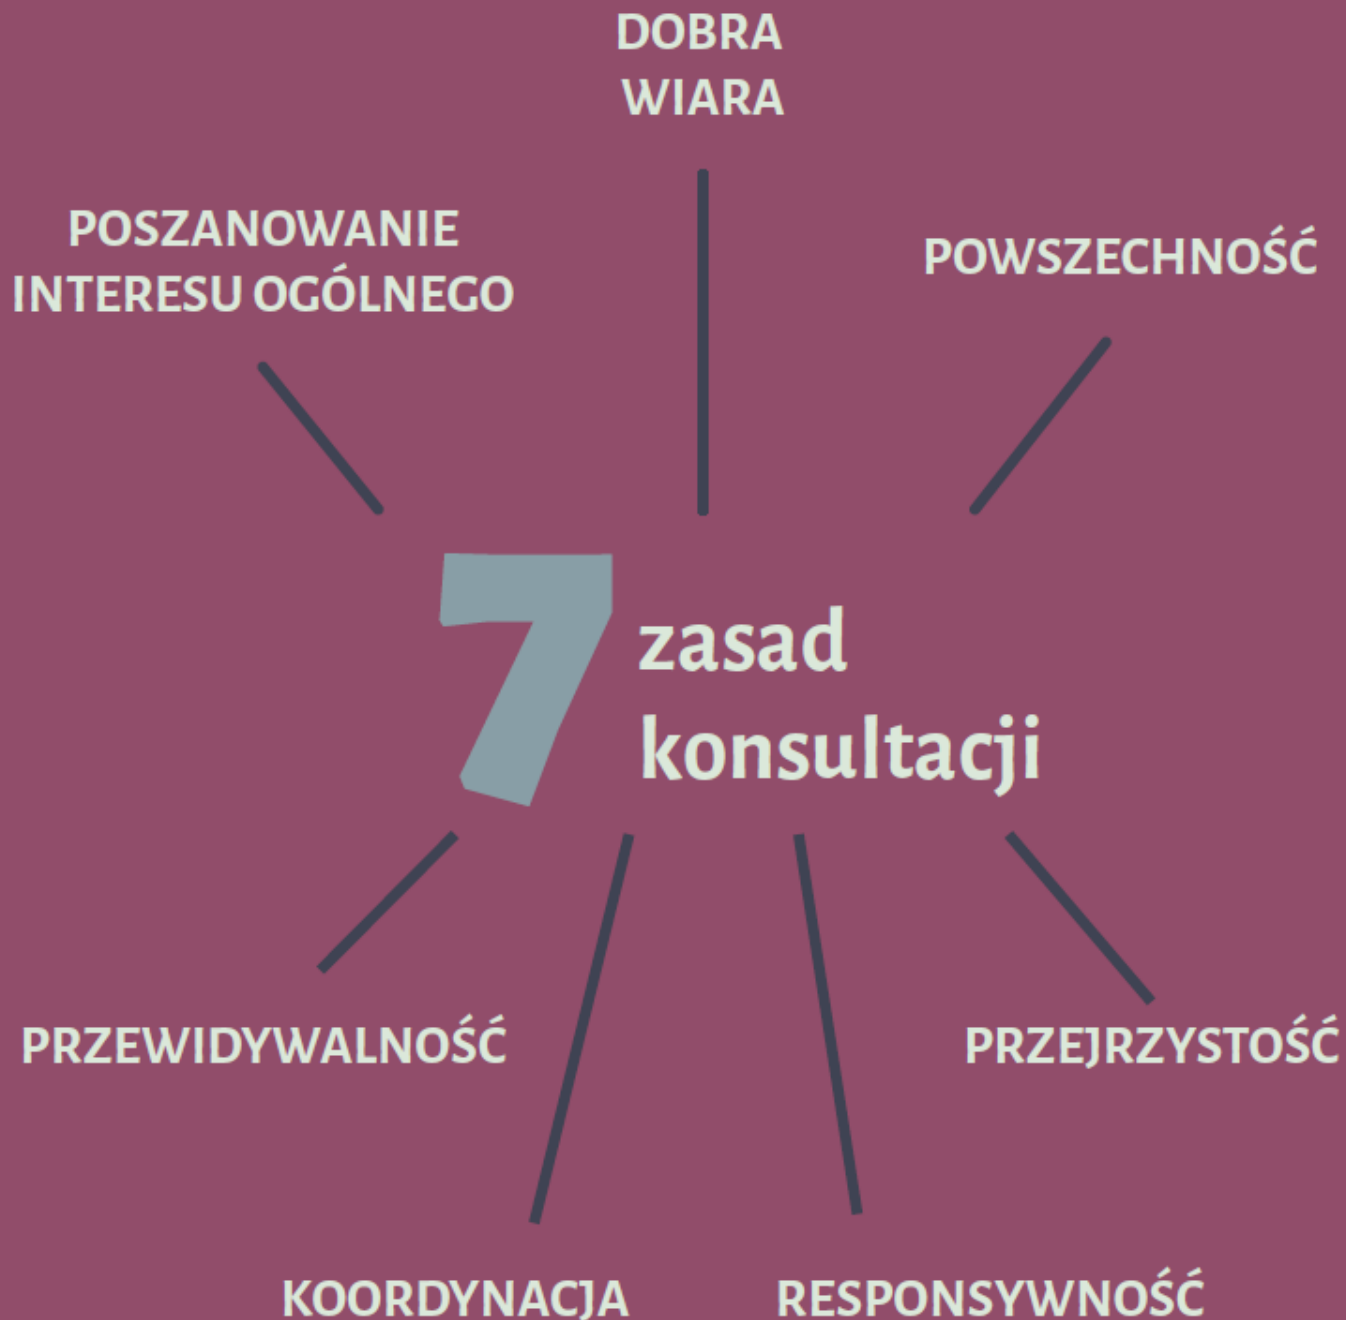 DOBRA
WIARA
POSZANOWANIE
INTERESU OGÓLNEGO
POWSZECHNOŚĆ
7 zasad
konsultacji
PRZEWIDYWALNOŚĆ
PRZEJRZYSTOŚĆ
KOORDYNACJA
RESPONSYWNOŚĆ